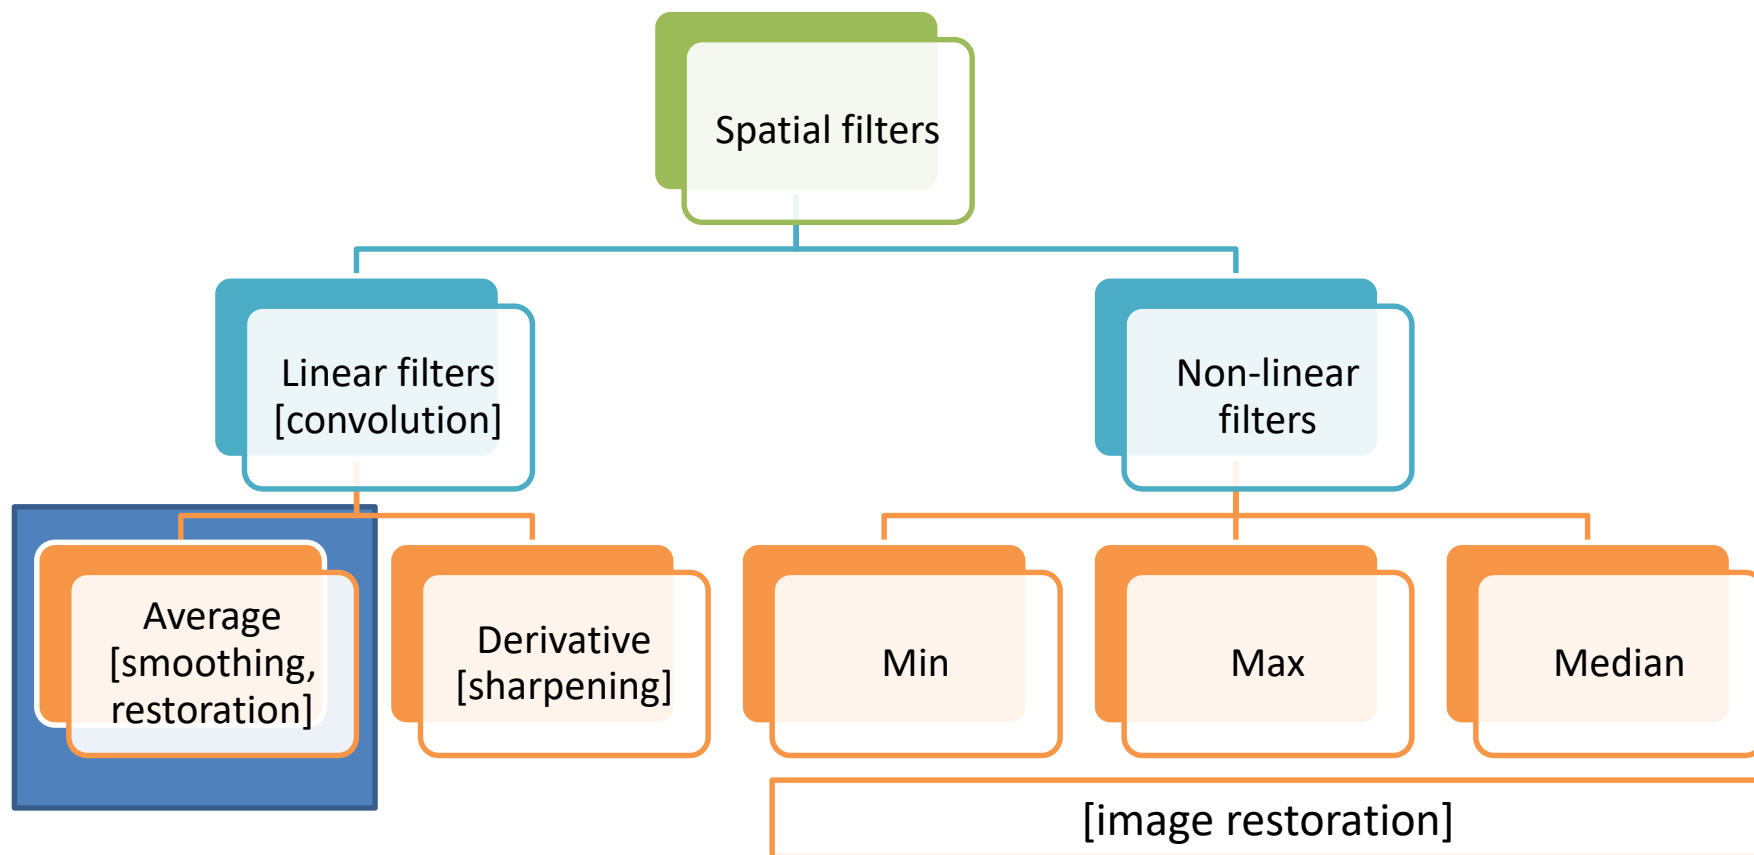 Spatial filters
Linear filters
[convolution]
Non-linear
filters
Average
[smoothing,
restoration]
Derivative
[sharpening]
Min
Max
Median
[image restoration]